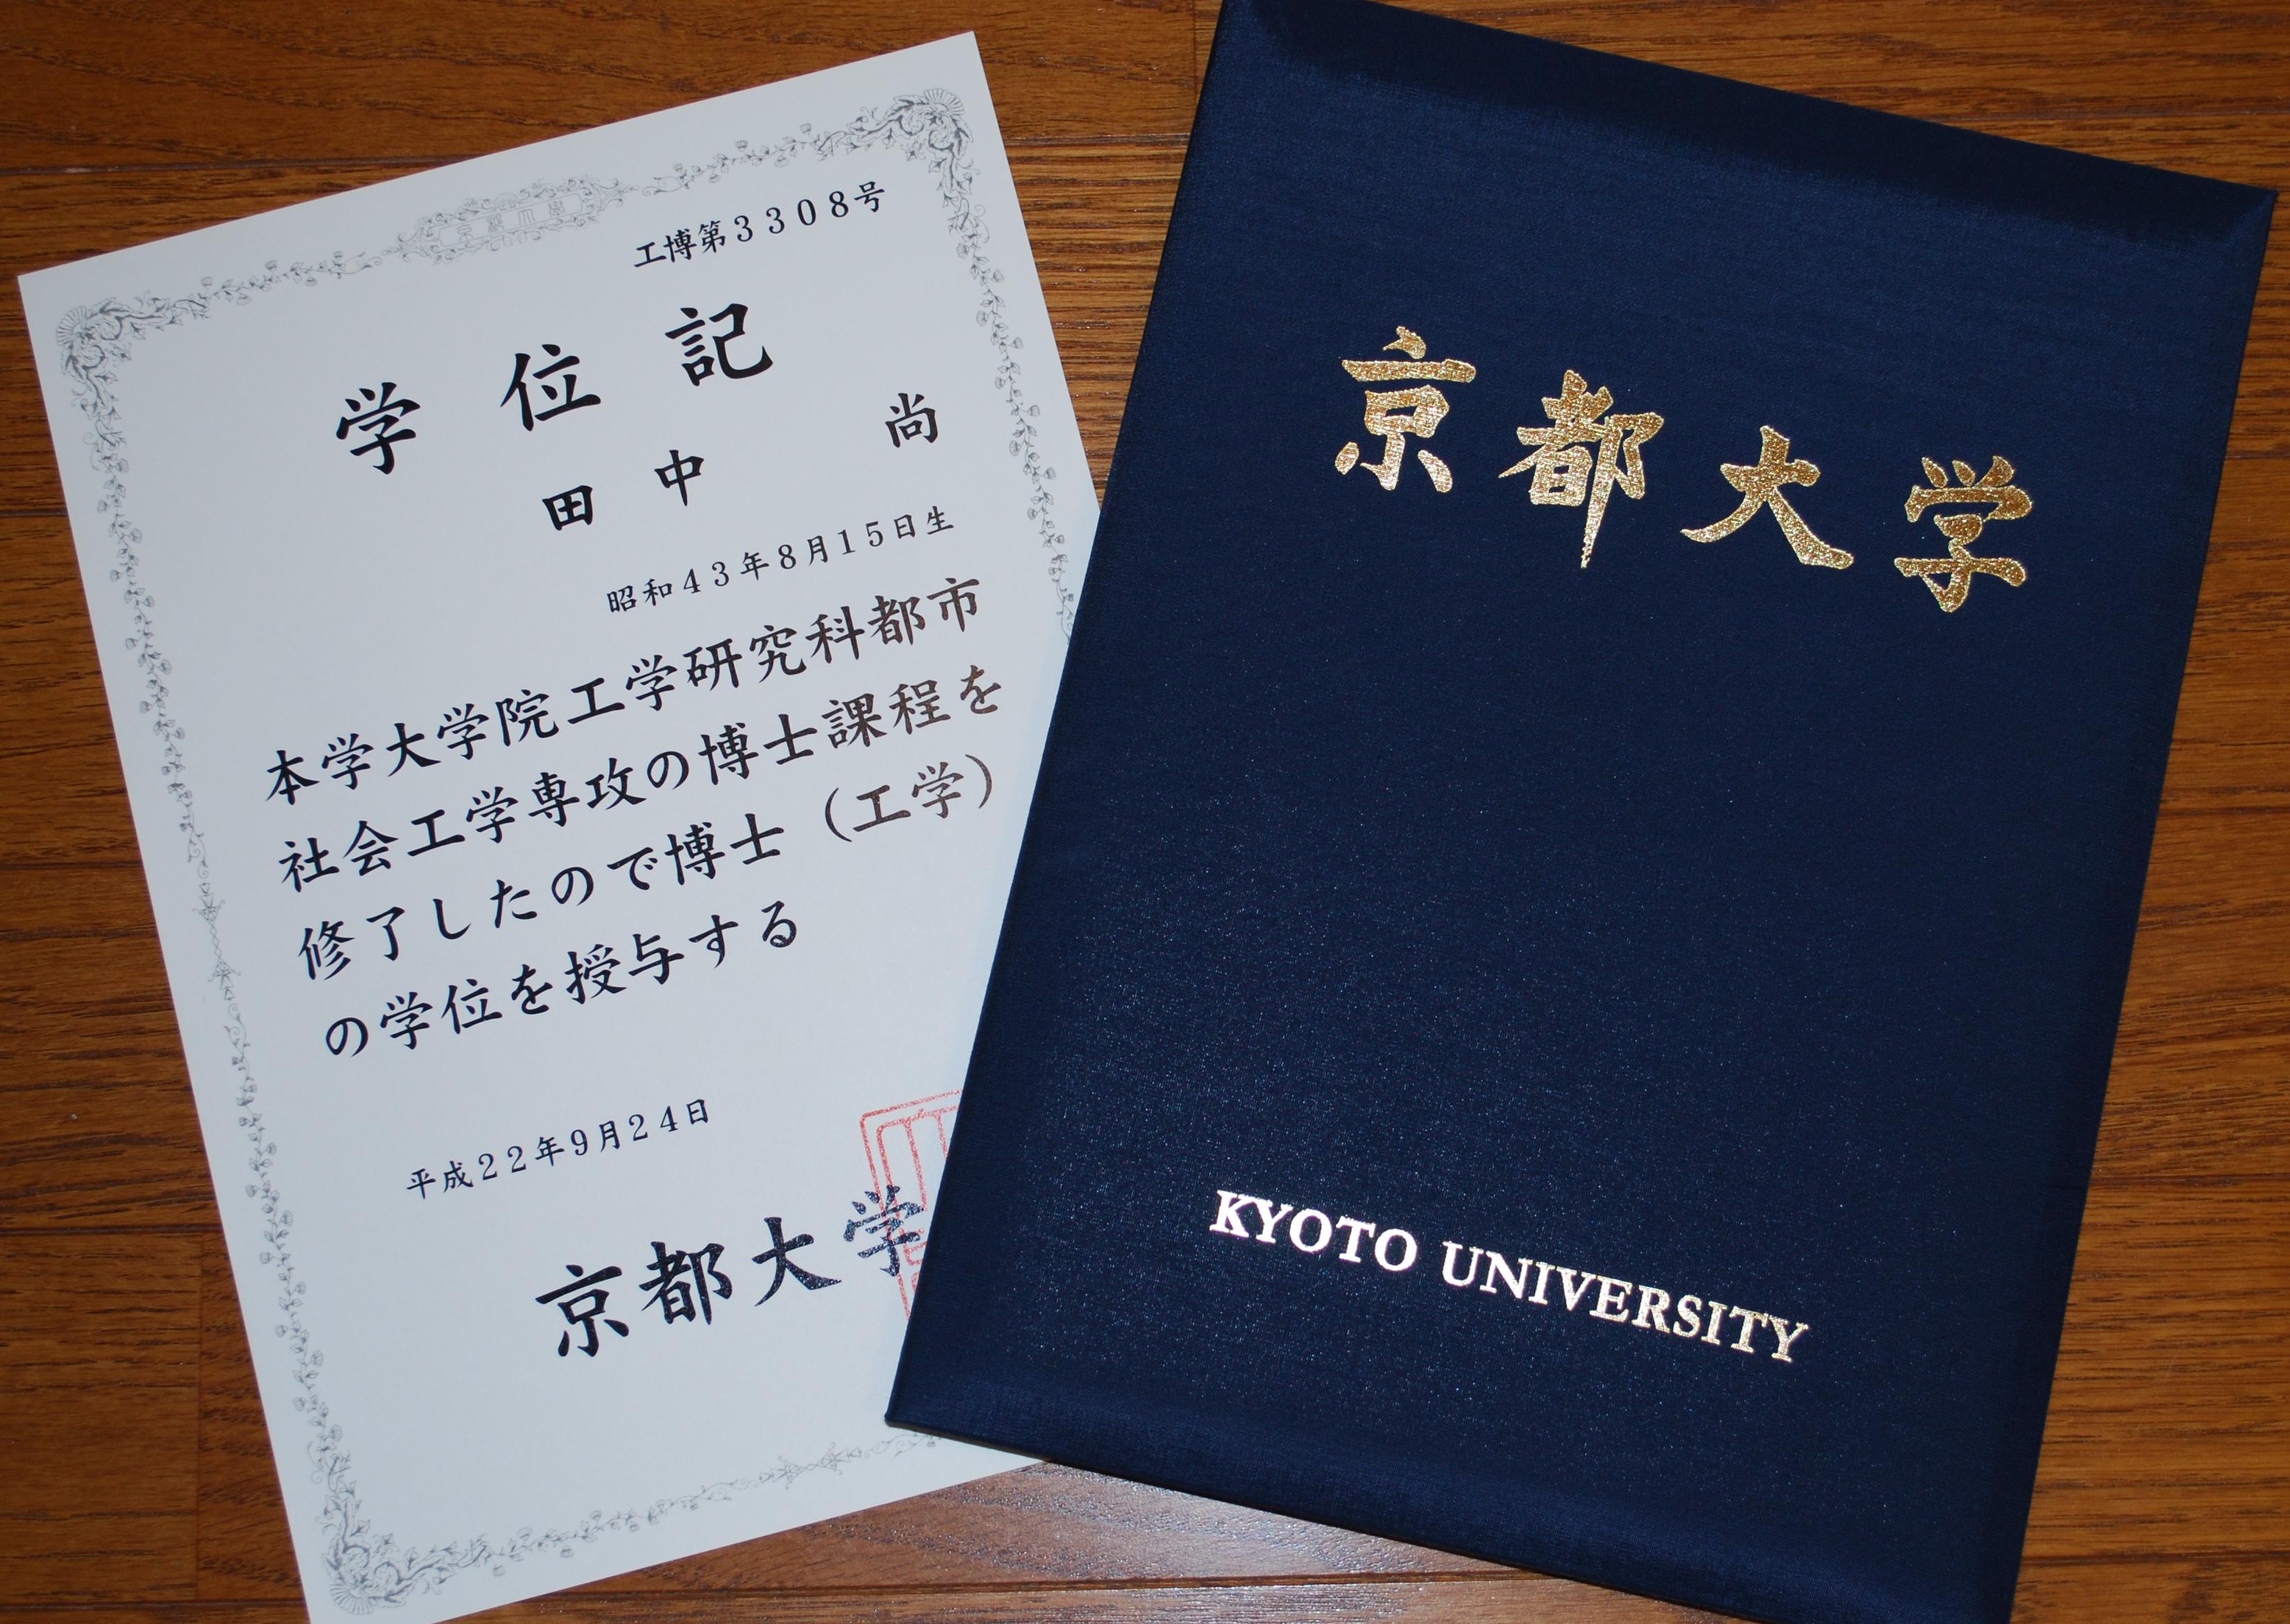 工博第3308号
学位記
田中 尚
昭和43年8月15日生
本学大学院工学研究科都市
社会工学専攻の博士課程を
修了したので博士（工学）
の学位を授与する
平成22年9月24日
京都大学
京都大学
KYOTO UNIVERSITY